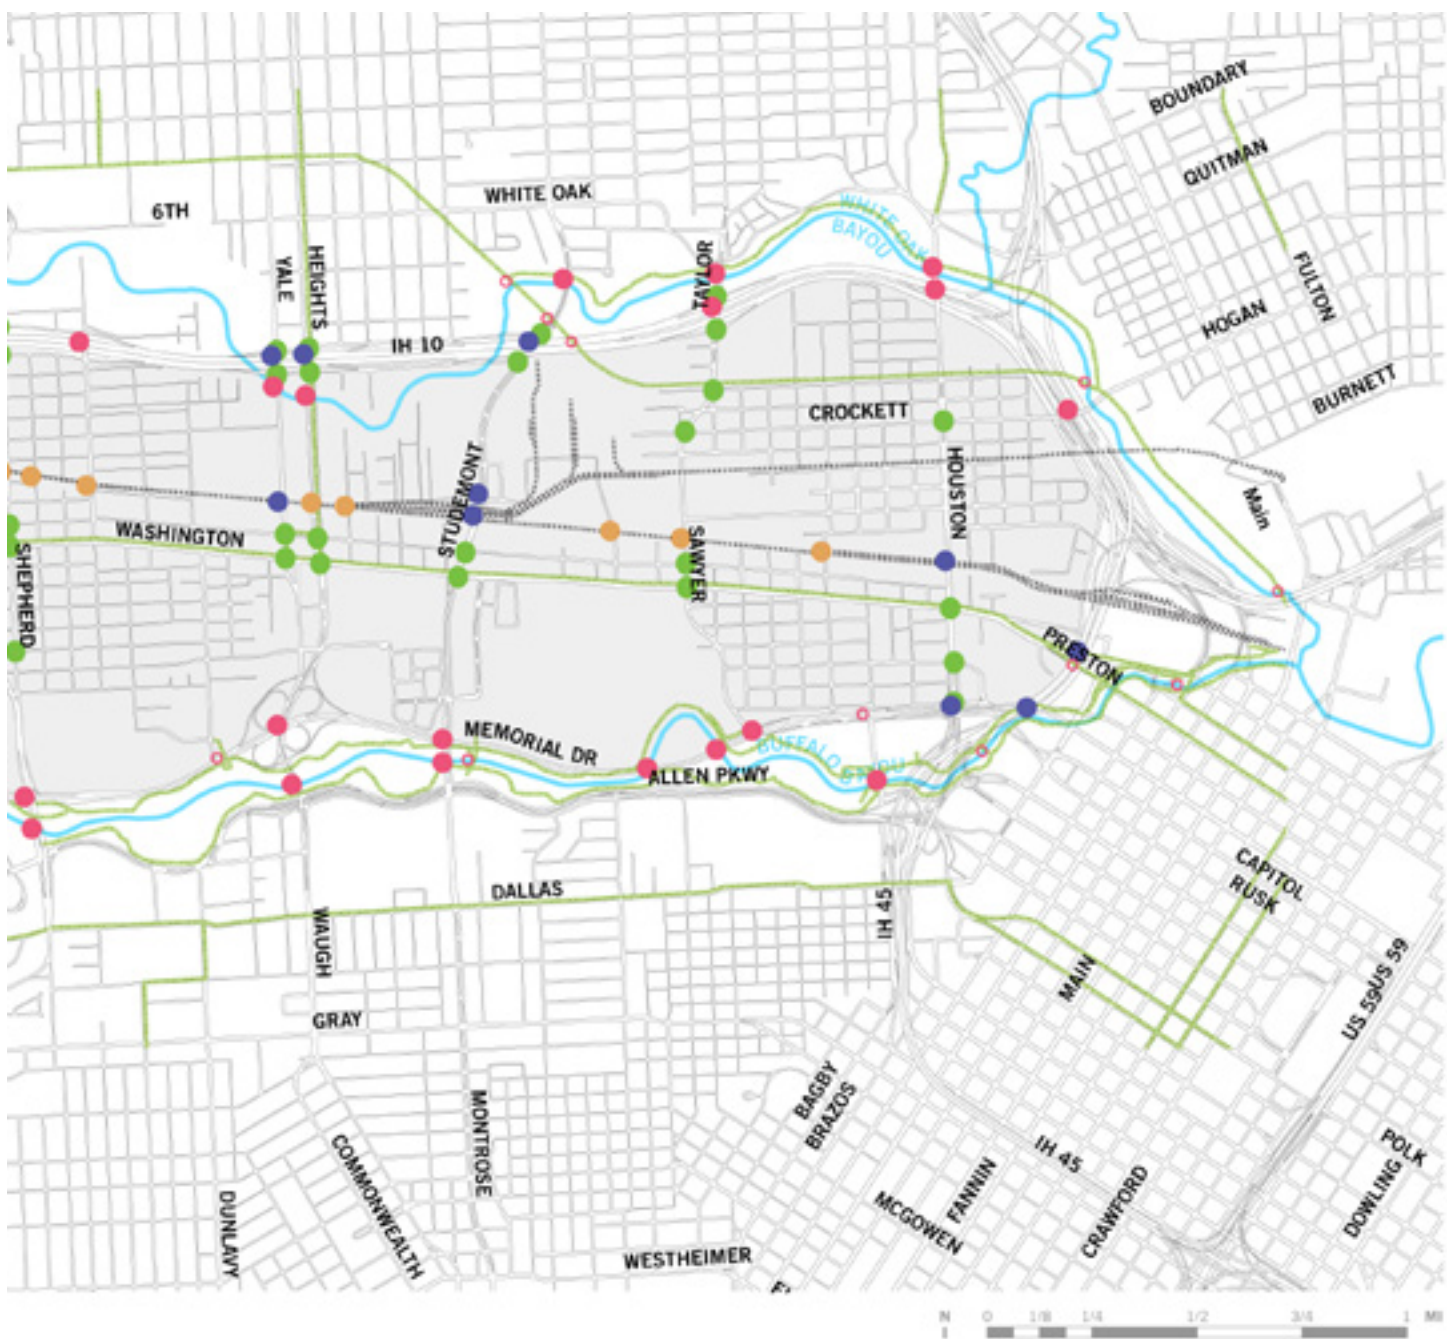 BOUNDARY
QUITMAN
WHITE OAK
6TH
WHITE OAK
BAYOU
TAYLOR
YALE
HEIGHTS
FULTON
HOGAN
IH 10
BURNETT
CROCKETT
HOUSTON
STUDEMONT
Main
WASHINGTON
SAWYER
SHEPHERD
PRESTON
MEMORIAL DR
BUFFALO BAYOU
ALLEN PKWY
CAPITOL
RUSK
DALLAS
IH 45
WAUGH
US 59
US 59
MAIN
GRAY
BAGBY
BRAZOS
MONTROSE
COMMONWEALTH
IH 45
POLK
DOWLING
FANNIN
CRAWFORD
DUNLAVY
MCGOWEN
WESTHEIMER
N 0 1/8 1/4 1/2 3/4 1 MI